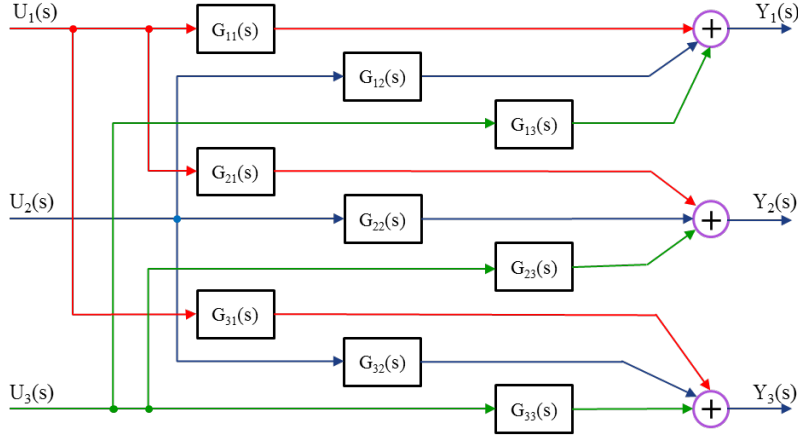 U₁(s)
G₁₁(s)
+
Y₁(s)
G₁₂(s)
G₁₃(s)
G₂₁(s)
U₂(s)
G₂₂(s)
+
Y₂(s)
G₂₃(s)
G₃₁(s)
G₃₂(s)
U₃(s)
G₃₃(s)
+
Y₃(s)